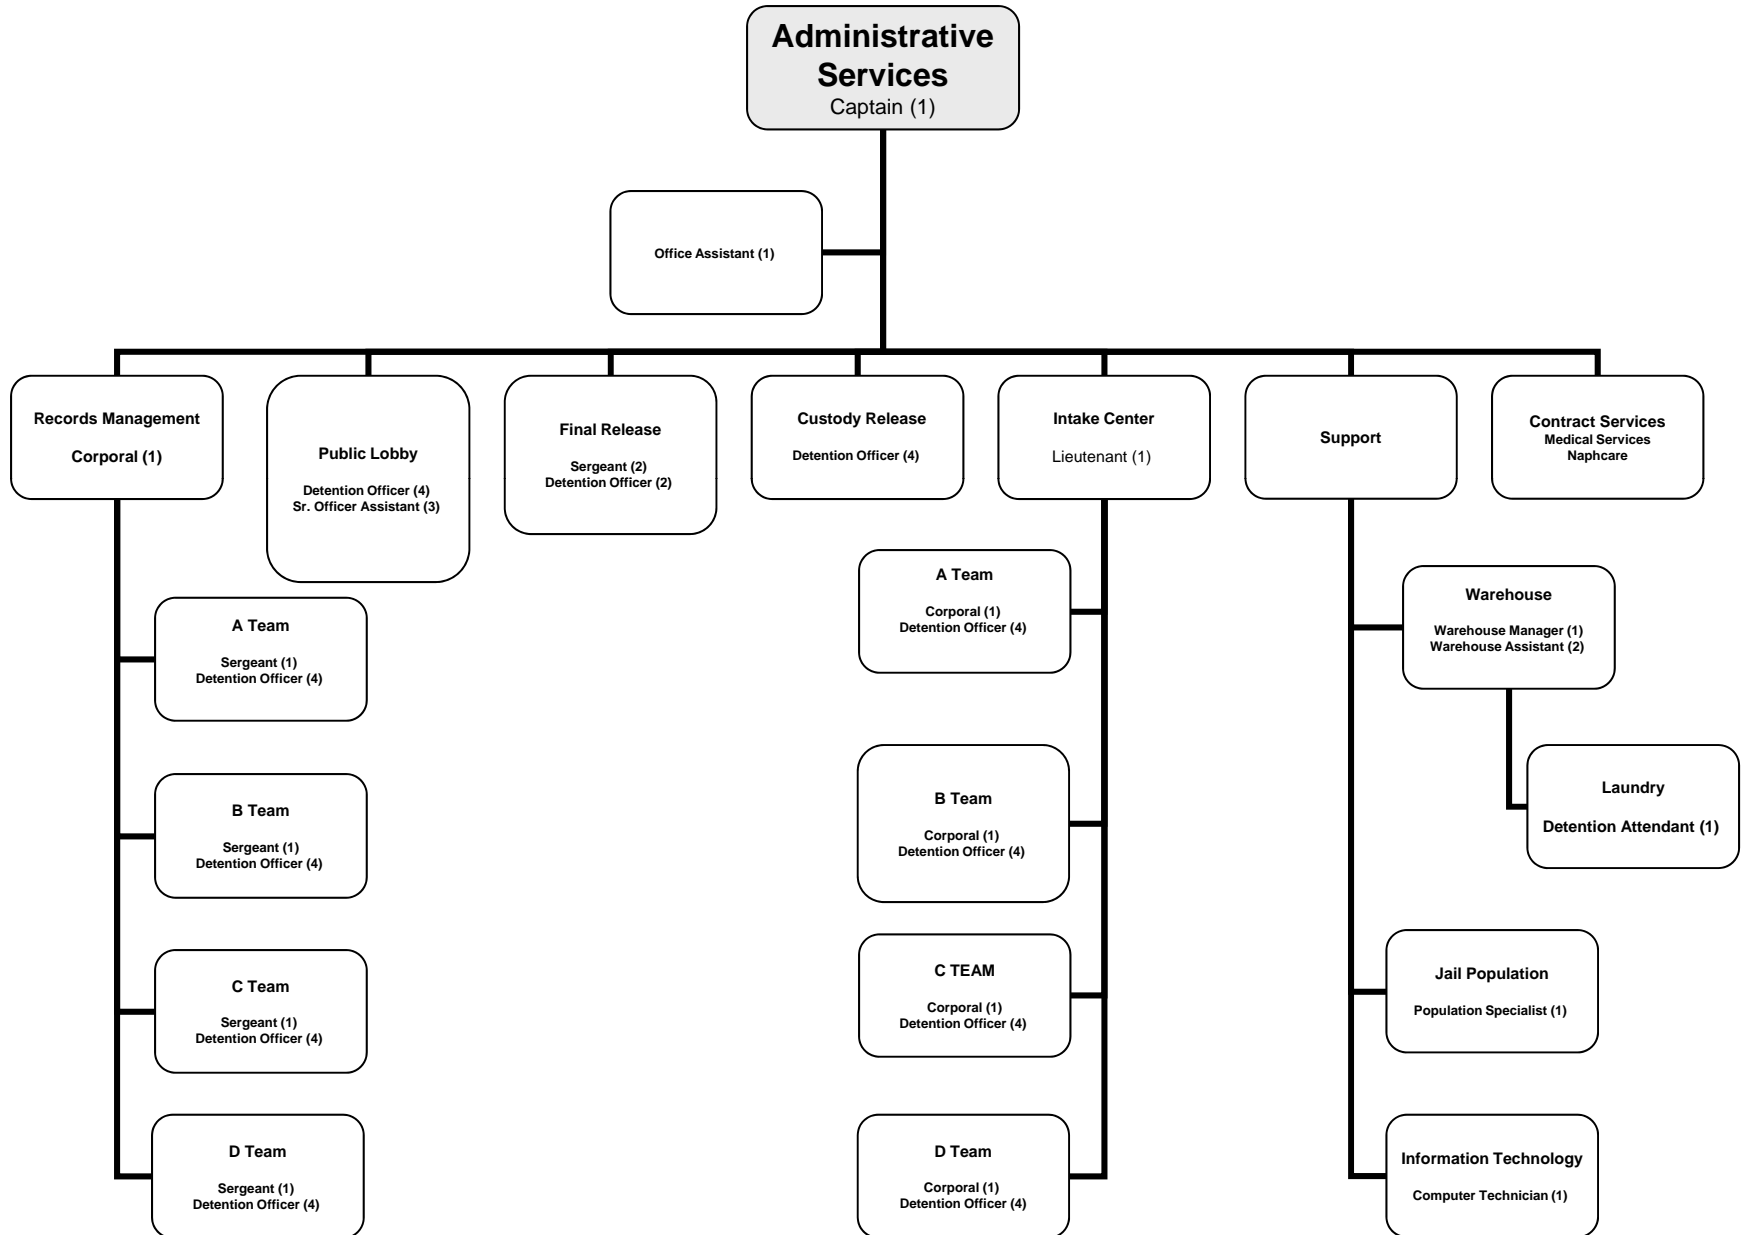 Administrative
Services
Captain (1)
Office Assistant (1)
Records Management
Corporal (1)
Public Lobby
Detention Officer (4)
Sr. Officer Assistant (3)
Final Release
Sergeant (2)
Detention Officer (2)
Custody Release
Detention Officer (4)
Intake Center
Lieutenant (1)
Support
Contract Services
Medical Services
Naphcare
A Team
Sergeant (1)
Detention Officer (4)
B Team
Sergeant (1)
Detention Officer (4)
C Team
Sergeant (1)
Detention Officer (4)
D Team
Sergeant (1)
Detention Officer (4)
A Team
Corporal (1)
Detention Officer (4)
B Team
Corporal (1)
Detention Officer (4)
C TEAM
Corporal (1)
Detention Officer (4)
D Team
Corporal (1)
Detention Officer (4)
Warehouse
Warehouse Manager (1)
Warehouse Assistant (2)
Laundry
Detention Attendant (1)
Jail Population
Population Specialist (1)
Information Technology
Computer Technician (1)